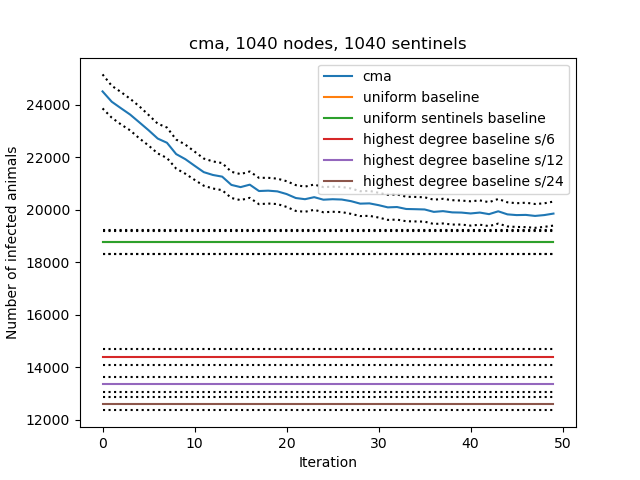 cma, 1040 nodes, 1040 sentinels
cma
uniform baseline
uniform sentinels baseline
highest degree baseline s/6
highest degree baseline s/12
highest degree baseline s/24
Number of infected animals
24000
22000
20000
18000
16000
14000
12000
0 10 20 30 40 50
Iteration